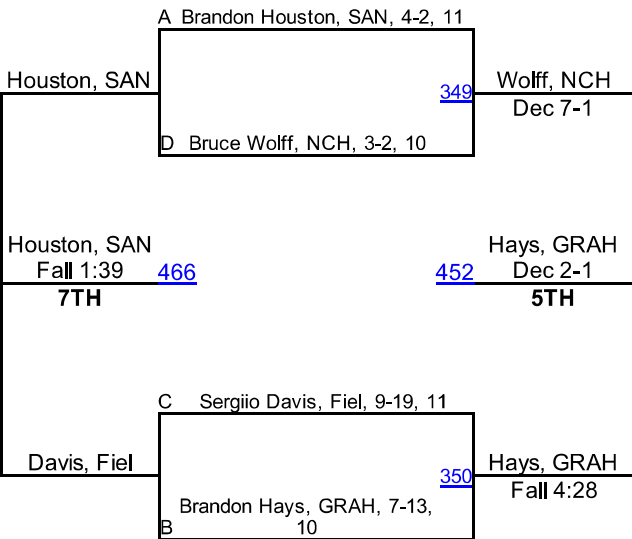 A Brandon Houston, SAN, 4-2, 11
Houston, SAN
349
Wolff, NCH
Dec 7-1
D Bruce Wolff, NCH, 3-2, 10
Houston, SAN
Fall 1:39
466
7TH
Hays, GRAH
452
Dec 2-1
5TH
C Sergiio Davis, Fiel, 9-19, 11
Davis, Fiel
350
Hays, GRAH
Fall 4:28
Brandon Hays, GRAH, 7-13,
B 10